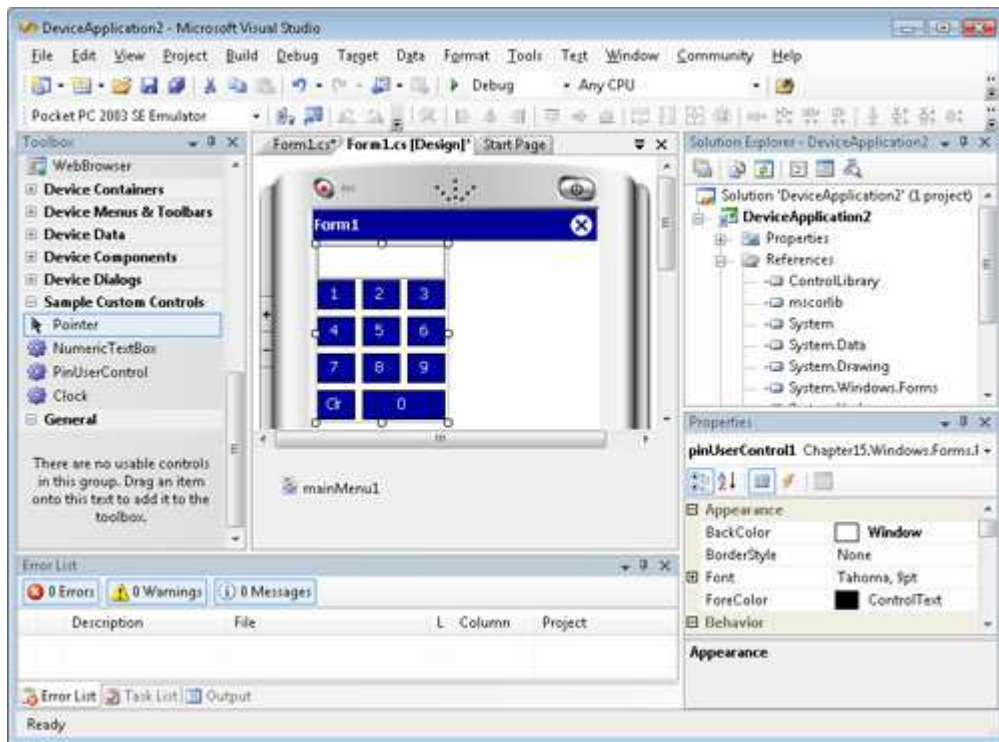 DeviceApplication2 - Microsoft Visual Studio
File Edit View Project Build Debug Target Data Format Tools Test Window Community Help
Debug Any CPU
Pocket PC 2003 SE Emulator
Toolbox
WebBrowser
Device Containers
Device Menus & Toolbars
Device Data
Device Components
Device Dialogs
Sample Custom Controls
Pointer
NumericTextBox
PinUserControl
Clock
General
There are no usable controls
in this group. Drag an item
onto this text to add it to the
toolbox.
Form1.cs* Form1.cs [Design]* Start Page
Form1
1 2 3
4 5 6
7 8 9
Clr 0
mainMenu1
Solution Explorer - DeviceApplication2
Solution 'DeviceApplication2' (1 project)
DeviceApplication2
Properties
References
ControlLibrary
mscorlib
System
System.Data
System.Drawing
System.Windows.Forms
Properties
pinUserControl1 Chapter15.Windows.Forms.
Appearance
BackColor Window
BorderStyle None
Font Tahoma, 9pt
ForeColor ControlText
Behavior
Appearance
Error List
0 Errors 0 Warnings 0 Messages
Description File L Column Project
Error List Task List Output
Ready